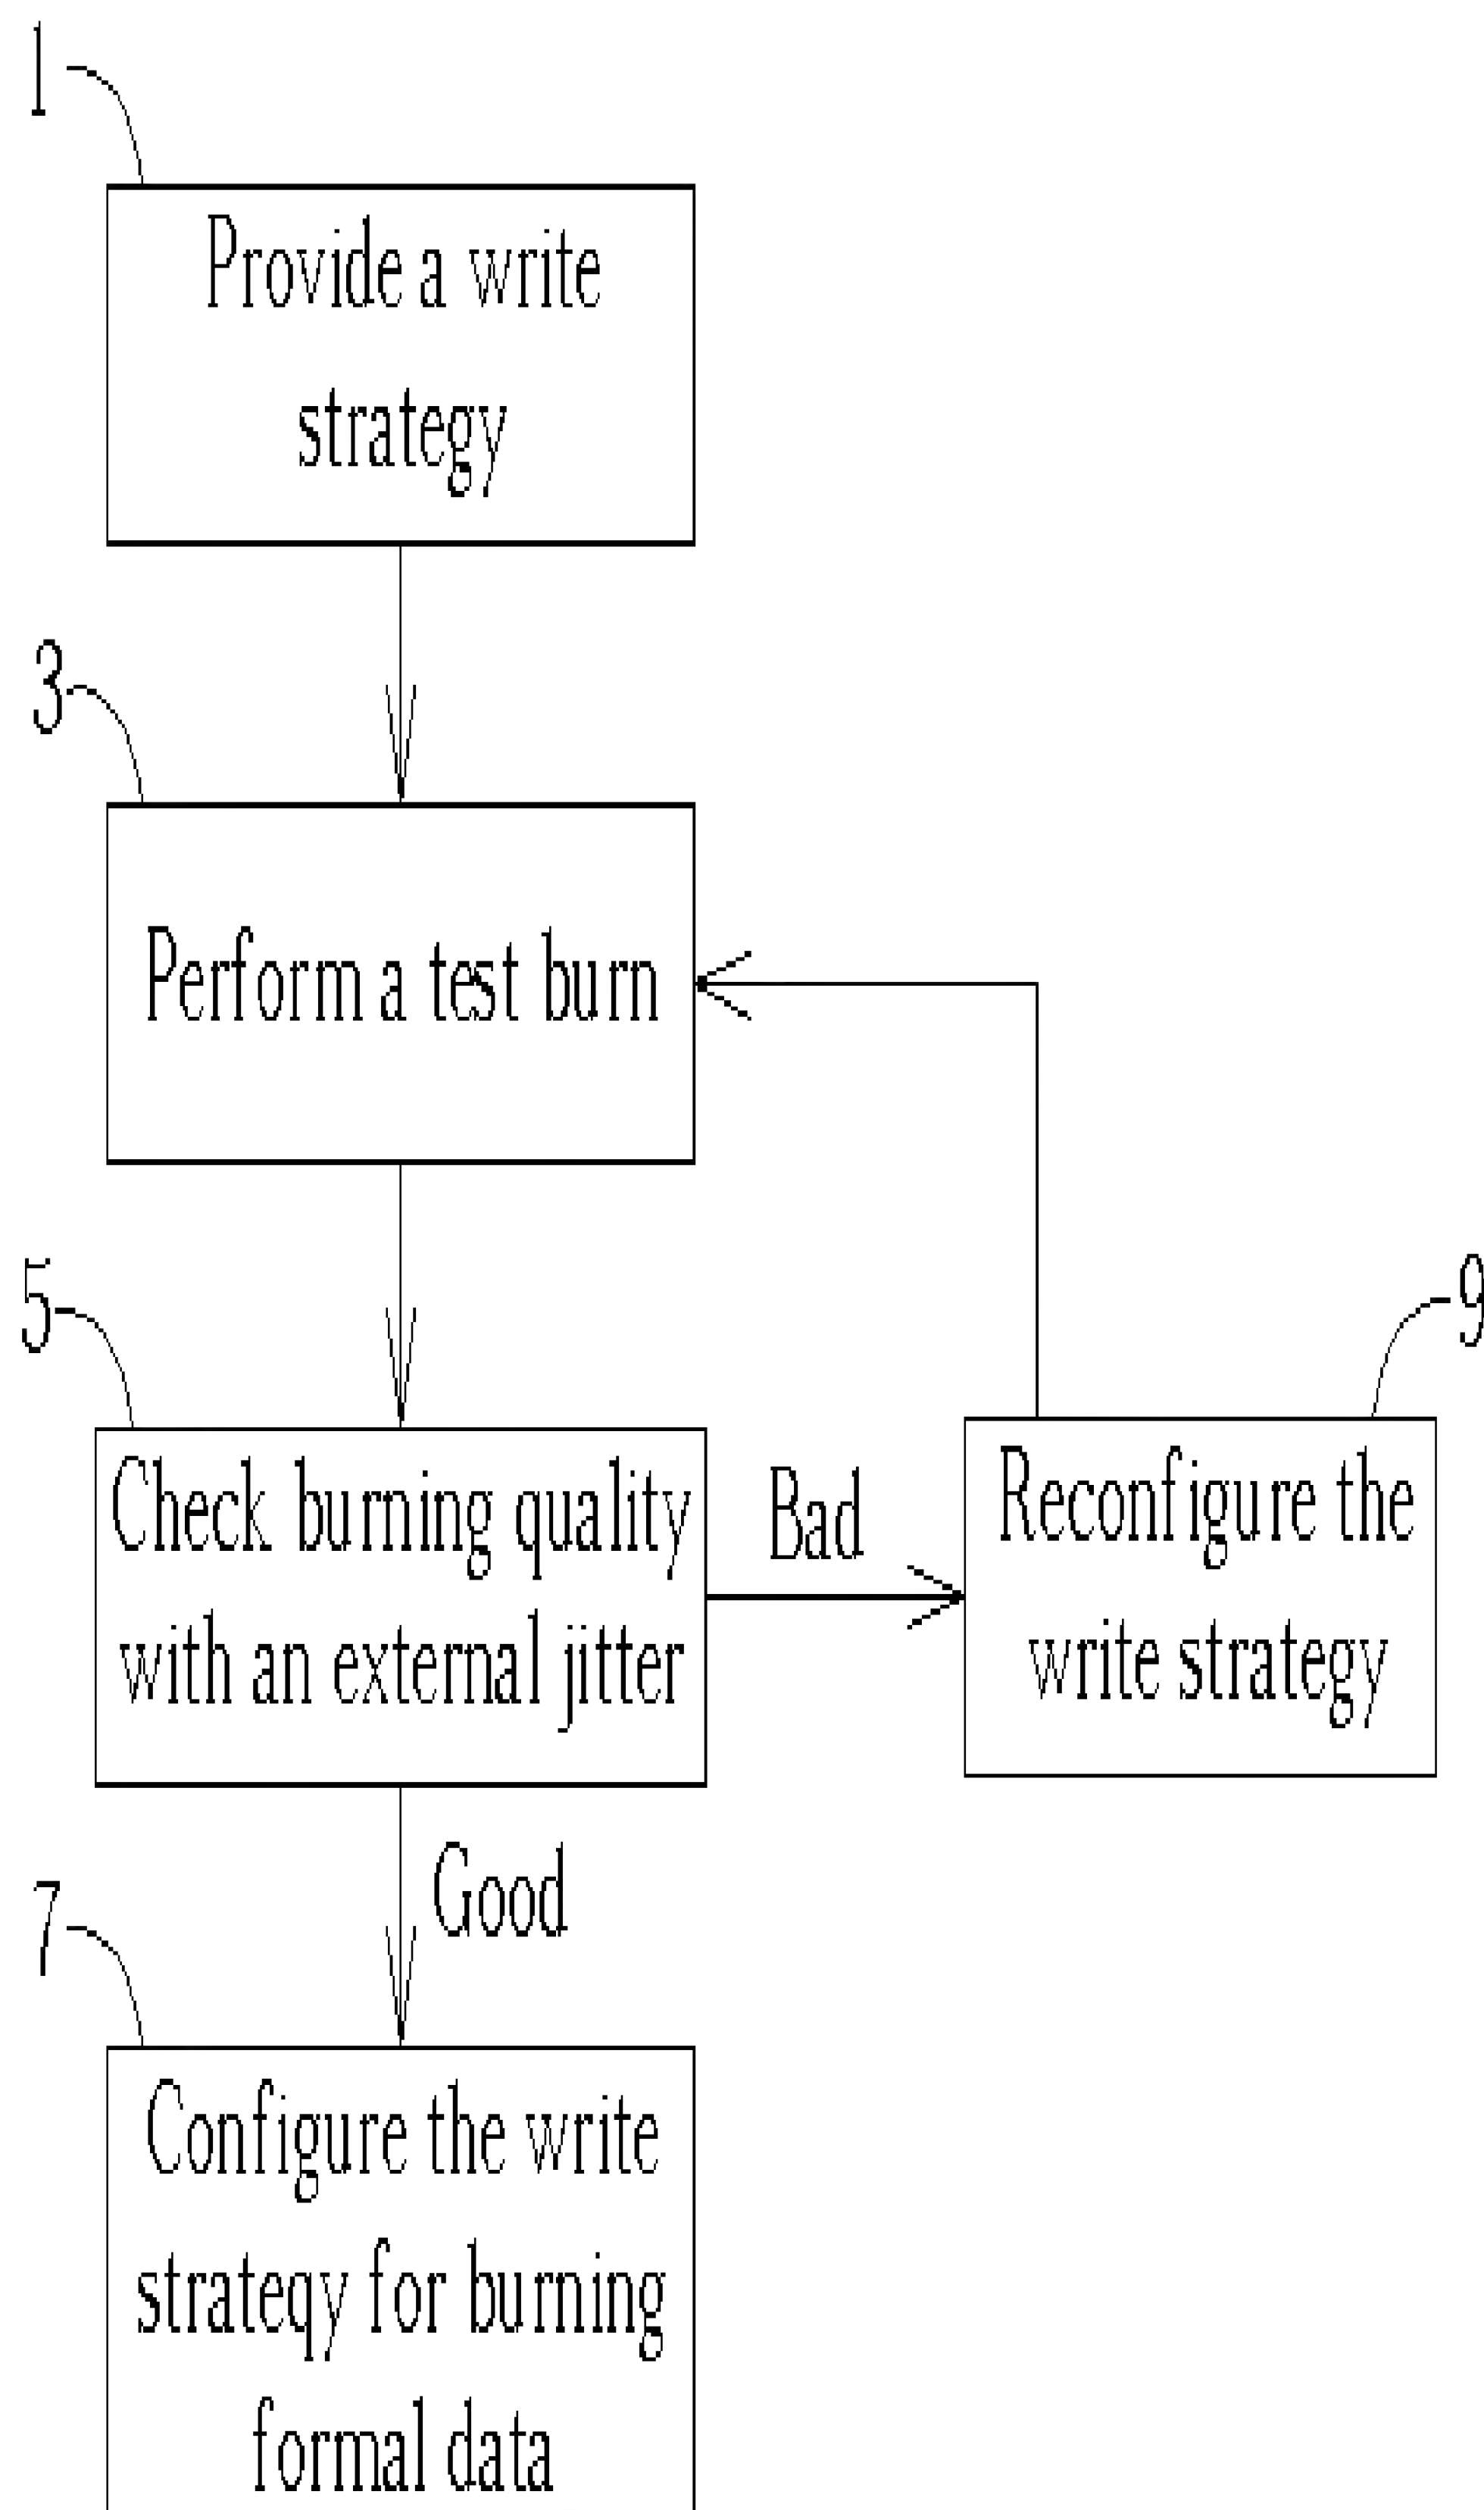 1
Provide a write
strategy
3
Perform a test burn
5
9
Check burning quality
with an external jitter
Bad
Reconfigure the
write strategy
Good
7
Configure the write
strateqy for burning
formal data